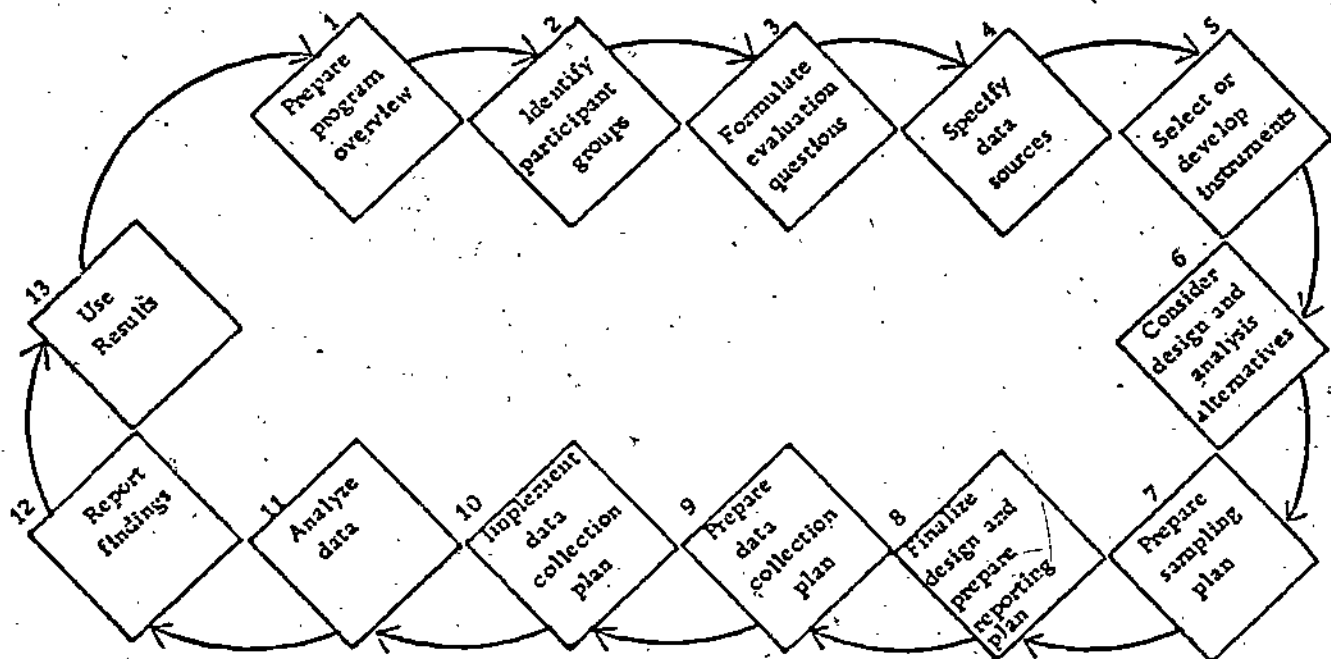 1
Prepare
program
overview
2
Identify
participant
groups
3
Formulate
evaluation
questions
4
Specify
data
sources
5
Select or
develop
instruments
6
Consider
design and
analysis
alternatives
7
Prepare
sampling
plan
8
Finalize
design and
prepare
reporting
plan
9
Prepare
data
collection
plan
10
Implement
data
collection
plan
11
Analyze
data
12
Report
findings
13
Use
Results